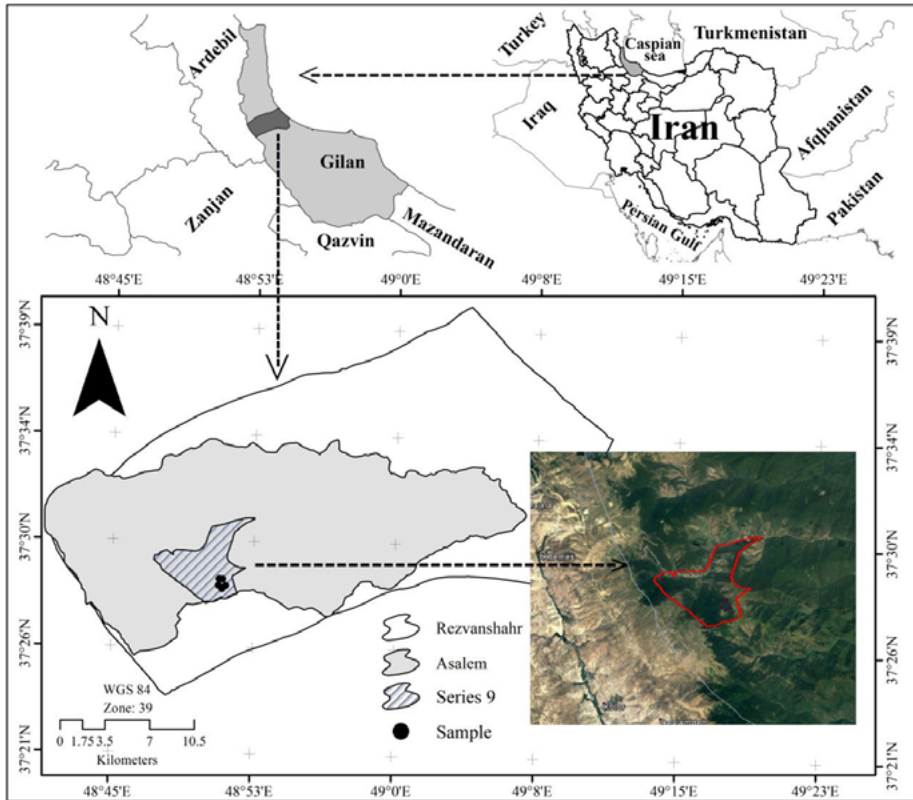 Turkey
Caspian
sea
Turkmenistan
Iraq
Iran
Afqhanistan
Pakistan
Persian Gulf
Ardebil
Gilan
Zanjan
Qazvin
Mazandaran
48°45'E
48°53'E
49°0'E
49°8'E
49°15'E
49°23'E
N
37°39'N
37°34'N
37°30'N
37°26'N
37°21'N
37°39'N
37°34'N
37°30'N
37°26'N
37°21'N
Rezvanshahr
Asalem
Series 9
Sample
WGS 84
Zone: 39
0 1.75 3.5 7 10.5
Kilometers
48°45'E
48°53'E
49°0'E
49°8'E
49°15'E
49°23'E